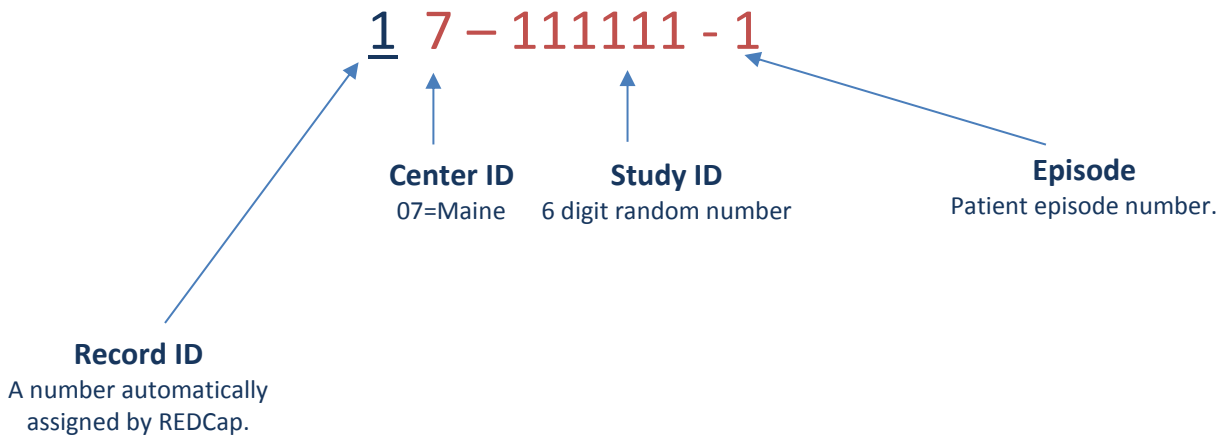 1 7 – 111111 - 1
Center ID
07=Maine
Study ID
6 digit random number
Episode
Patient episode number.
Record ID
A number automatically
assigned by REDCap.